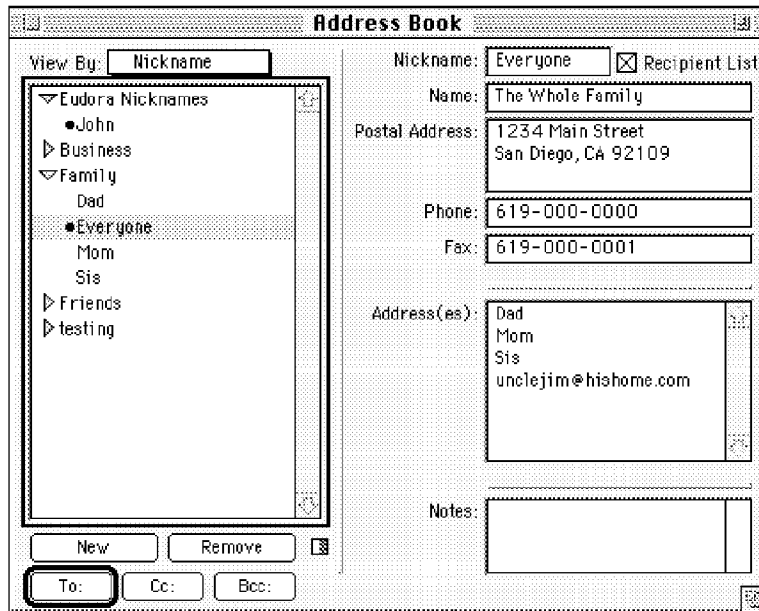 Address Book
View By: Nickname
Eudora Nicknames
●John
Business
Family
Dad
●Everyone
Mom
Sis
Friends
testing
New Remove
To: Cc: Bcc:
Nickname: Everyone Recipient List
Name: The Whole Family
Postal Address: 1234 Main Street
San Diego, CA 92109
Phone: 619-000-0000
Fax: 619-000-0001
Address(es): Dad
Mom
Sis
unclejim@hishome.com
Notes: